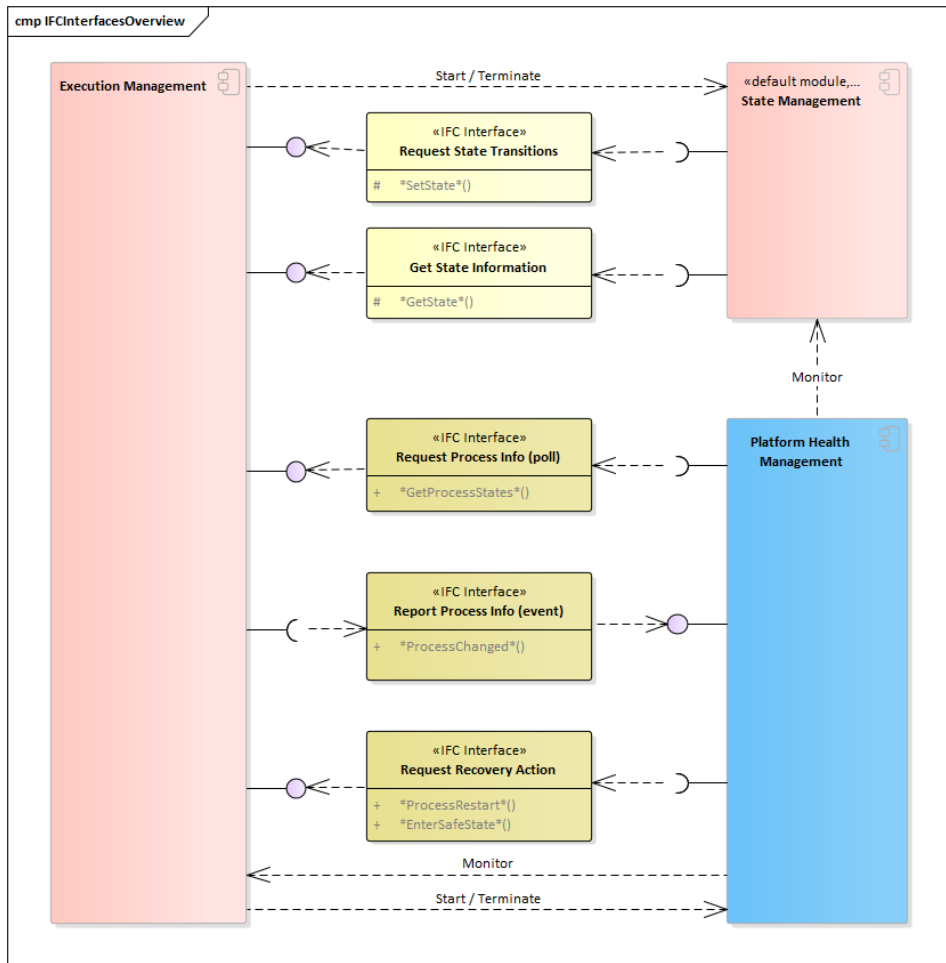 cmp IFCInterfacesOverview
Execution Management
Start / Terminate
«default module,...
State Management
«IFC Interface»
Request State Transitions
# *SetState*()
«IFC Interface»
Get State Information
# *GetState*()
Monitor
«IFC Interface»
Request Process Info (poll)
+ *GetProcessStates*()
Platform Health
Management
«IFC Interface»
Report Process Info (event)
+ *ProcessChanged*()
«IFC Interface»
Request Recovery Action
+ *ProcessRestart*()
+ *EnterSafeState*()
Monitor
Start / Terminate